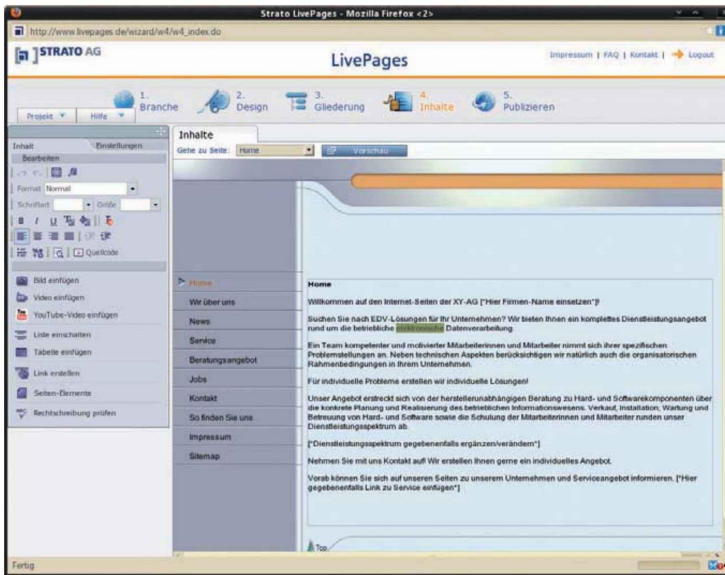 Strato LivePages - Mozilla Firefox <2>
http://www.livepages.de/wizard/w4/w4_index.do
STRATO AG
LivePages
Impressum | FAQ | Kontakt | Logout
1. Branche
2. Design
3. Gliederung
4. Inhalte
5. Publizieren
Projekt
Hilfe
Inhalt
Einstellungen
Bearbeiten
Format Normal
Schriftart
Größe
B I U
Quellcode
Bild einfügen
Video einfügen
YouTube-Video einfügen
Linie einschalten
Tabelle einfügen
Link erstellen
Seiten-Elemente
Rechtschreibung prüfen
Inhalte
Gehe zu Seite: Home
Vorschau
Home
Wir über uns
News
Service
Beratungsangebot
Jobs
Kontakt
So finden Sie uns
Impressum
Sitemap
Home
Willkommen auf den Internet-Seiten der XY-AG ["Hier Firmen-Name einsetzen"]!
Suchen Sie nach EDV-Lösungen für Ihr Unternehmen? Wir bieten Ihnen ein komplettes Dienstleistungsangebot
rund um die betriebliche elektronische Datenverarbeitung.
Ein Team kompetenter und motivierter Mitarbeiterinnen und Mitarbeiter nimmt sich ihrer spezifischen
Problemstellungen an. Neben technischen Aspekten berücksichtigen wir natürlich auch die organisatorischen
Rahmenbedingungen in Ihrem Unternehmen.
Für individuelle Probleme erstellen wir individuelle Lösungen!
Unser Angebot erstreckt sich von der herstellerunabhängigen Beratung zu Hard- und Softwarekomponenten über
die konkrete Planung und Realisierung des betrieblichen Informationswesens. Verkauf, Installation, Wartung und
Betreuung von Hard- und Software sowie die Schulung der Mitarbeiterinnen und Mitarbeiter runden unser
Dienstleistungsspektrum ab.
["Dienstleistungsspektrum gegebenenfalls ergänzen/verändern"]
Nehmen Sie mit uns Kontakt auf! Wir erstellen Ihnen gerne ein individuelles Angebot.
Vorab können Sie sich auf unseren Seiten zu unserem Unternehmen und Serviceangebot informieren. ["Hier
gegebenenfalls Link zu Service einfügen"]
Top
Fertig